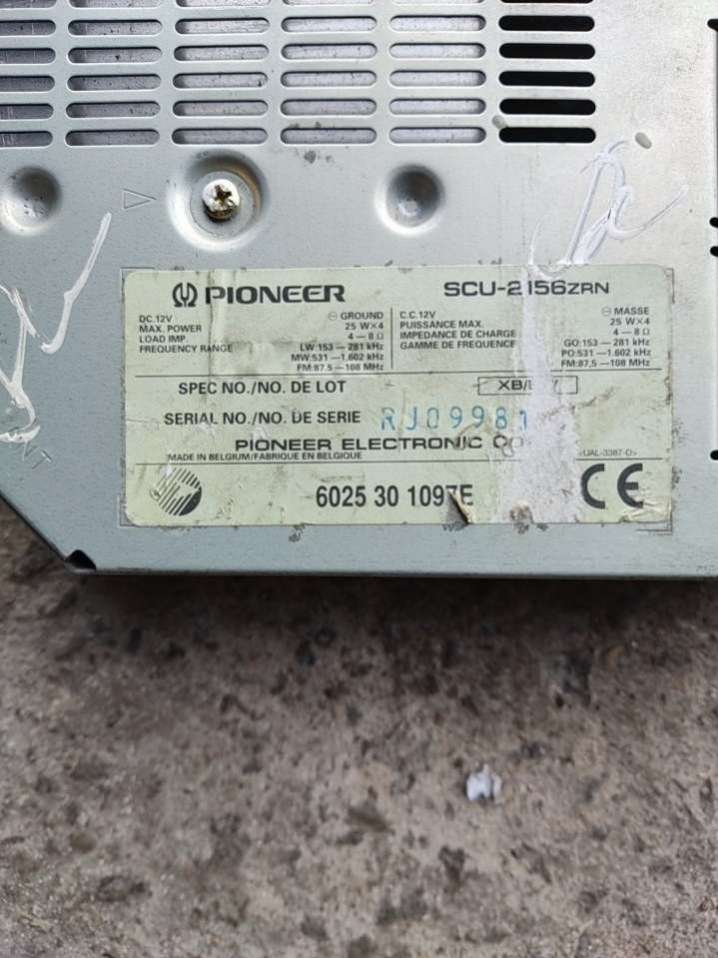 PIONEER SCU-2156ZRN
DC.12V ⊖ GROUND
MAX. POWER 25 W×4
LOAD IMP. 4–8 Ω
FREQUENCY RANGE LW:153–281 kHz
MW:531–1.602 kHz
FM:87,5–108 MHz
C.C.12V ⊖ MASSE
PUISSANCE MAX. 25 W×4
IMPEDANCE DE CHARGE 4–8 Ω
GAMME DE FREQUENCE GO:153–281 kHz
PO:531–1.602 kHz
FM:87,5–108 MHz
SPEC NO./NO. DE LOT
SERIAL NO./NO DE SERIE RJ09981
PIONEER ELECTRONIC CO
MADE IN BELGIUM/FABRIQUE EN BELGIQUE
6025 30 1097E
CE